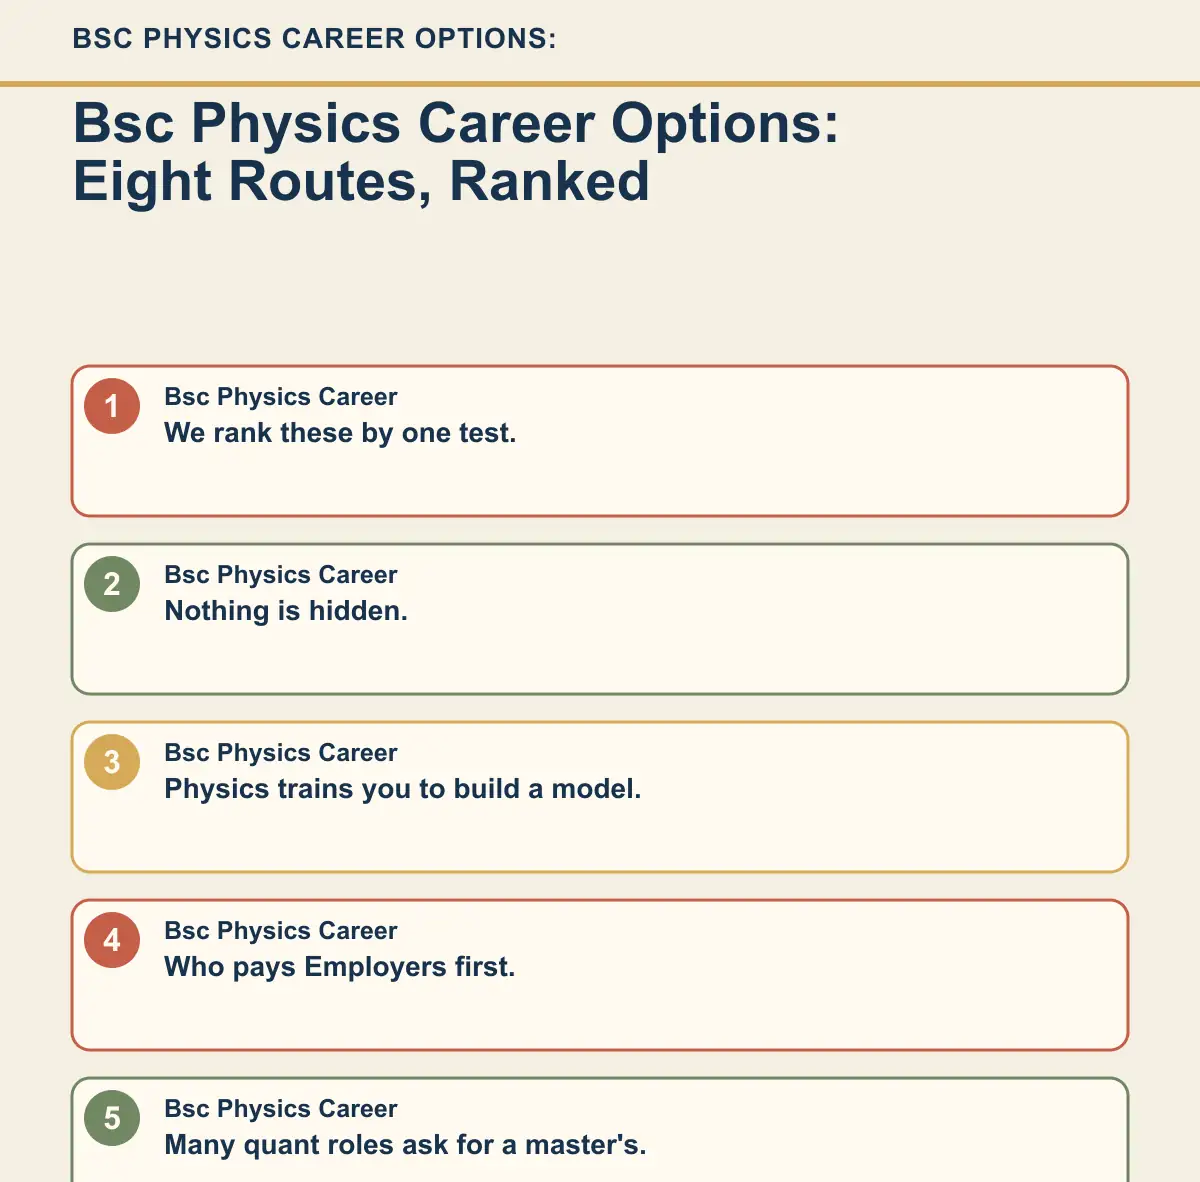 BSC PHYSICS CAREER OPTIONS:
Bsc Physics Career Options:
Eight Routes, Ranked
1
Bsc Physics Career
We rank these by one test.
2
Bsc Physics Career
Nothing is hidden.
3
Bsc Physics Career
Physics trains you to build a model.
4
Bsc Physics Career
Who pays Employers first.
5
Bsc Physics Career
Many quant roles ask for a master's.